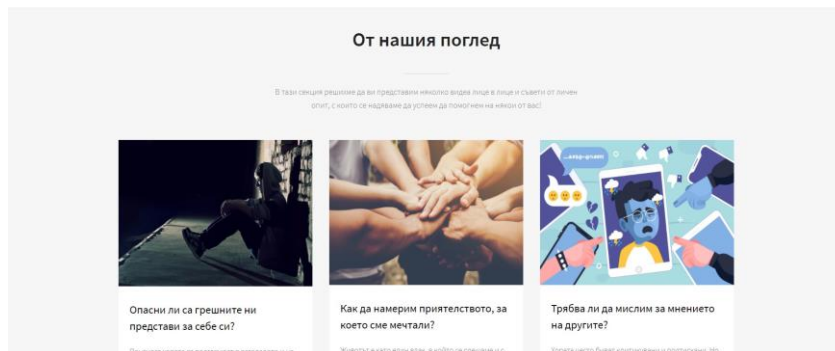 От нашия поглед
В тази секция решихме да ви представим няколко видеа лице в лице и съвети от личен
опит, с които се надяваме да успеем да помогнем на някои от вас!
Опасни ли са грешните ни
представи за себе си?
Как да намерим приятелството, за
което сме мечтали?
Трябва ли да мислим за мнението
на другите?